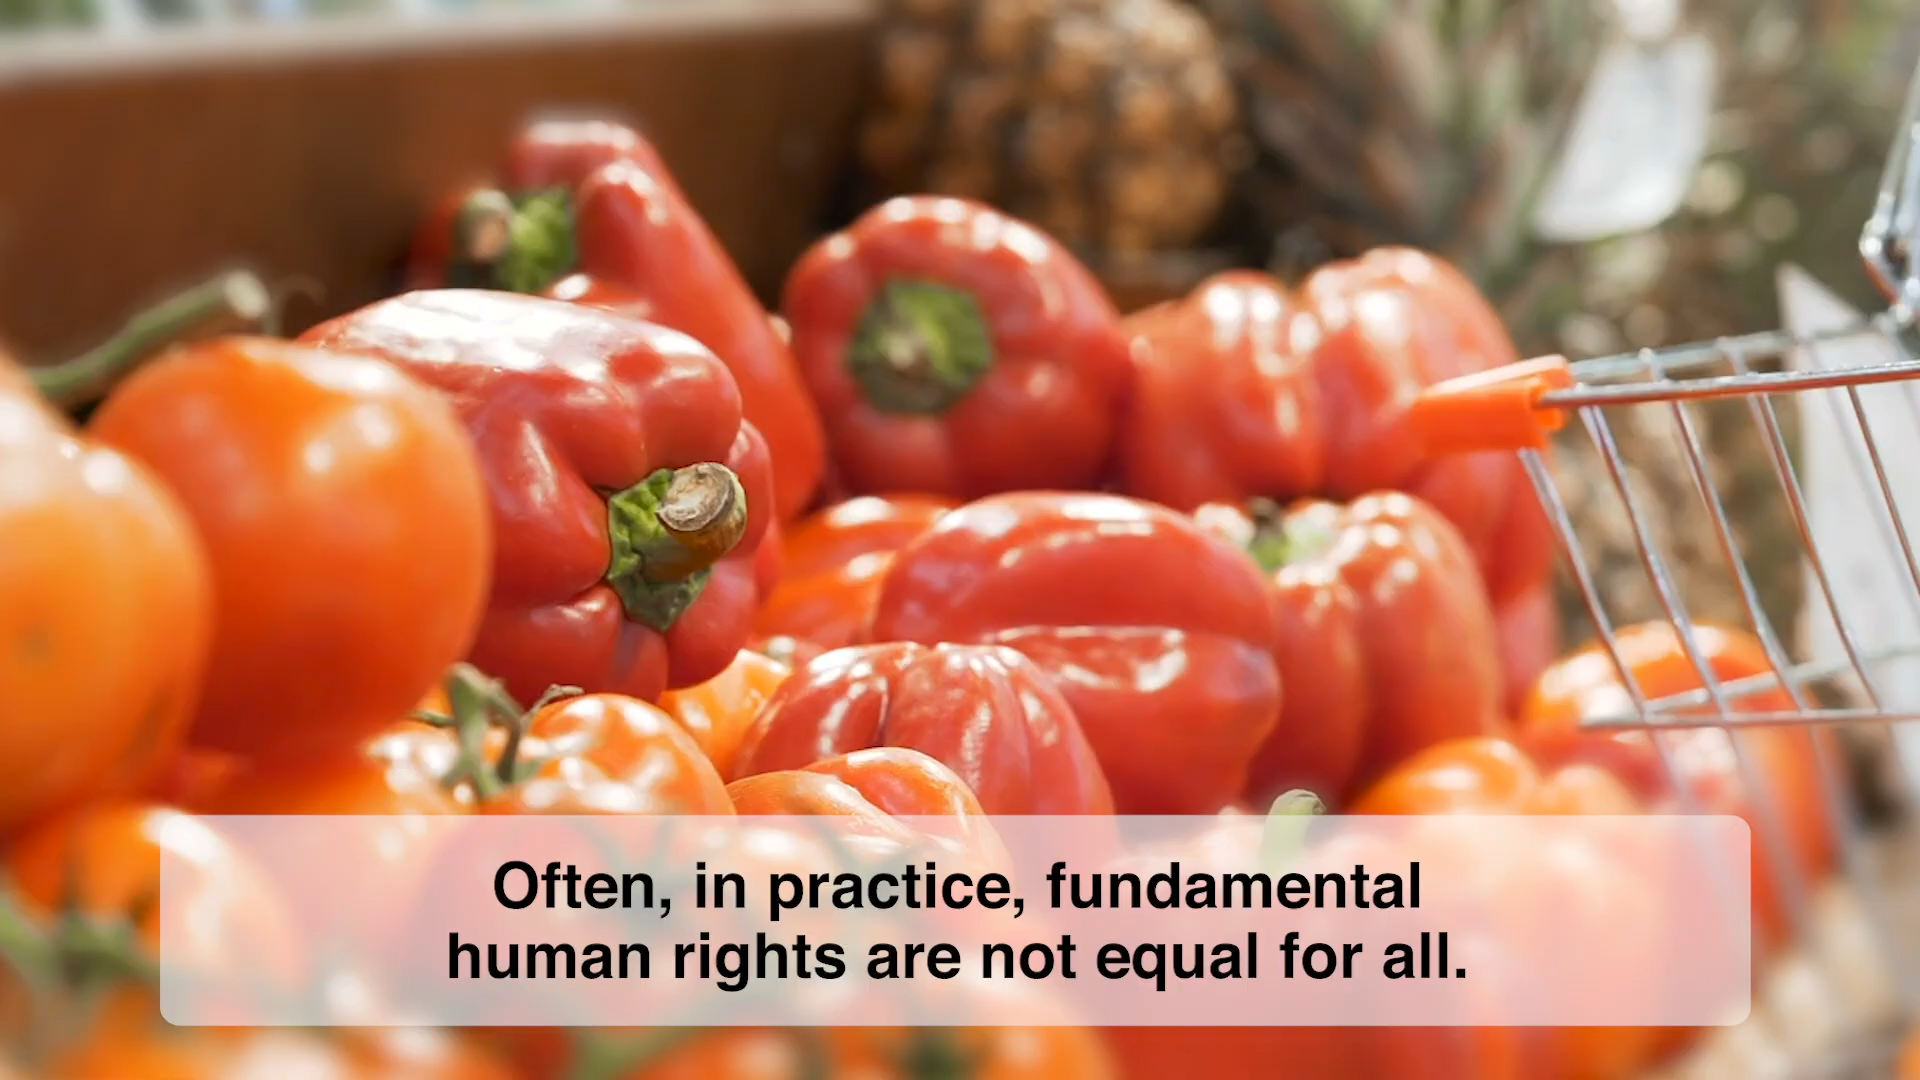 Often, in practice, fundamental
human rights are not equal for all.